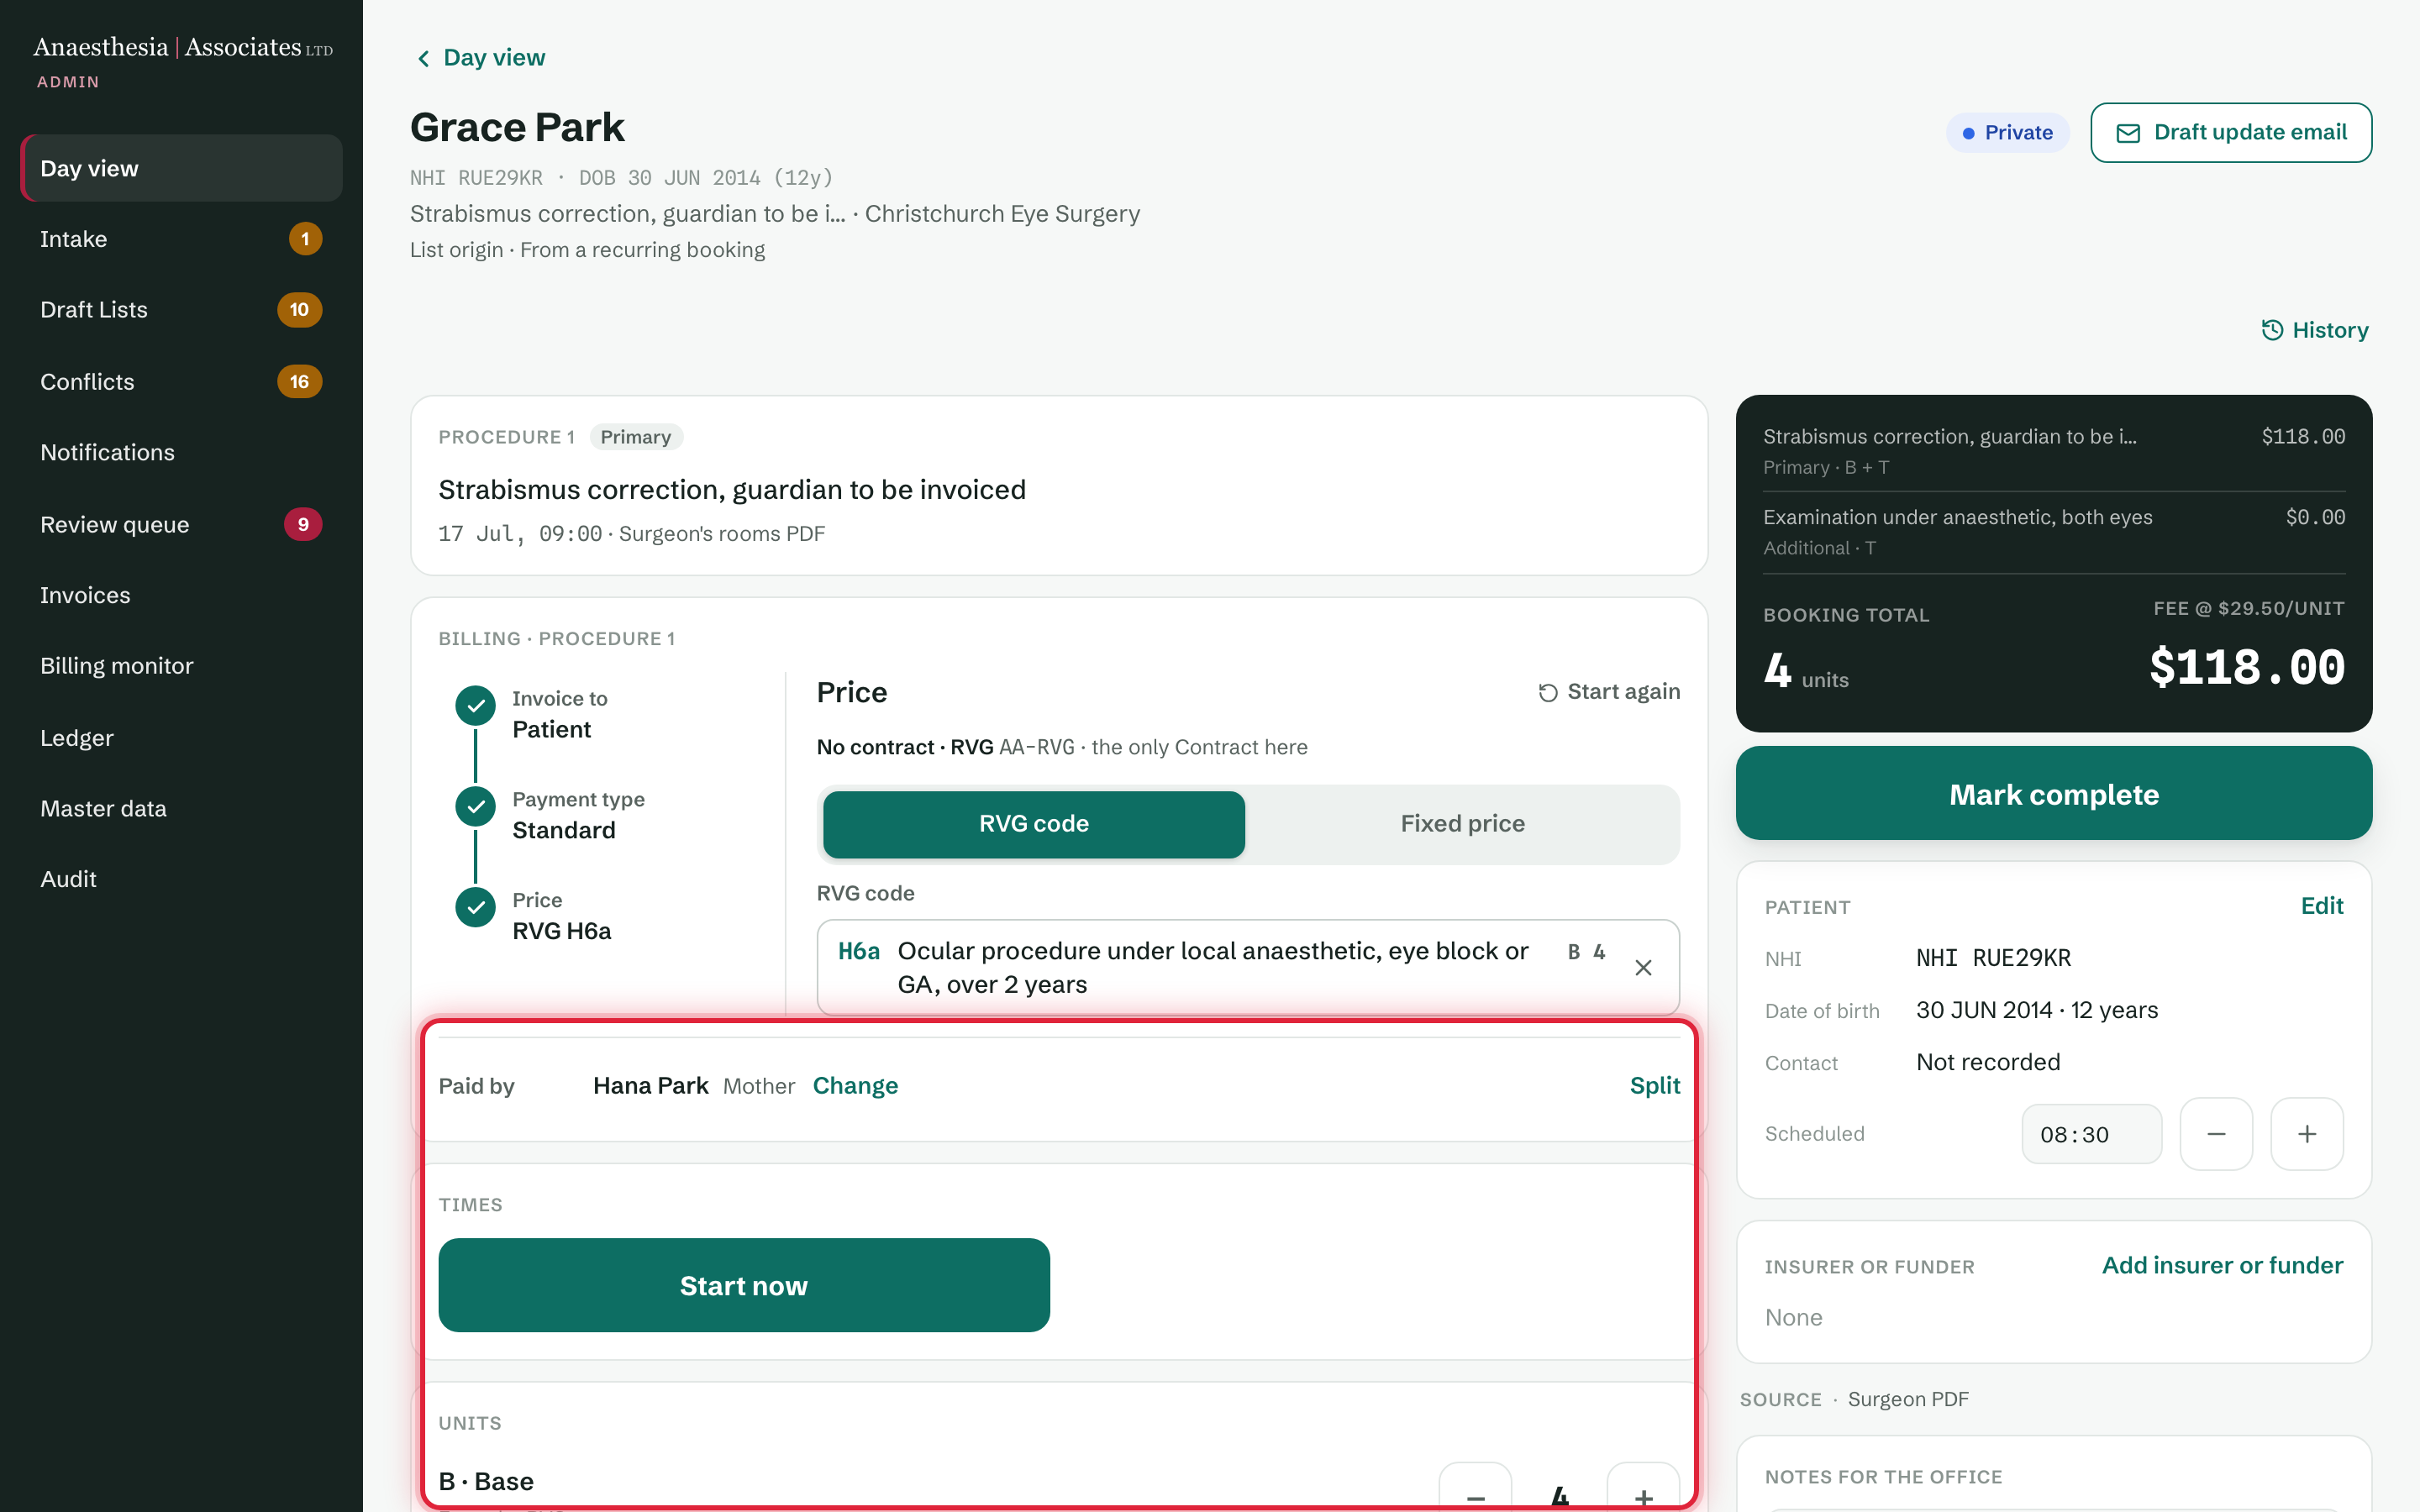 Anaesthesia | Associates LTD
ADMIN
Day view
Intake 1
Draft Lists 10
Conflicts 16
Notifications
Review queue 9
Invoices
Billing monitor
Ledger
Master data
Audit
Day view
Grace Park
Private
Draft update email
NHI RUE29KR · DOB 30 JUN 2014 (12y)
Strabismus correction, guardian to be i... · Christchurch Eye Surgery
List origin · From a recurring booking
History
PROCEDURE 1 Primary
Strabismus correction, guardian to be invoiced
17 Jul, 09:00 · Surgeon's rooms PDF
BILLING · PROCEDURE 1
Invoice to
Patient
Payment type
Standard
Price
RVG H6a
Price
Start again
No contract · RVG AA-RVG · the only Contract here
RVG code
Fixed price
RVG code
H6a Ocular procedure under local anaesthetic, eye block or B 4
GA, over 2 years
Paid by Hana Park Mother Change Split
TIMES
Start now
UNITS
B · Base
4
Strabismus correction, guardian to be i... $118.00
Primary · B + T
Examination under anaesthetic, both eyes $0.00
Additional · T
BOOKING TOTAL FEE @ $29.50/UNIT
4 units $118.00
Mark complete
PATIENT Edit
NHI NHI RUE29KR
Date of birth 30 JUN 2014 · 12 years
Contact Not recorded
Scheduled 08:30
INSURER OR FUNDER Add insurer or funder
None
SOURCE · Surgeon PDF
NOTES FOR THE OFFICE